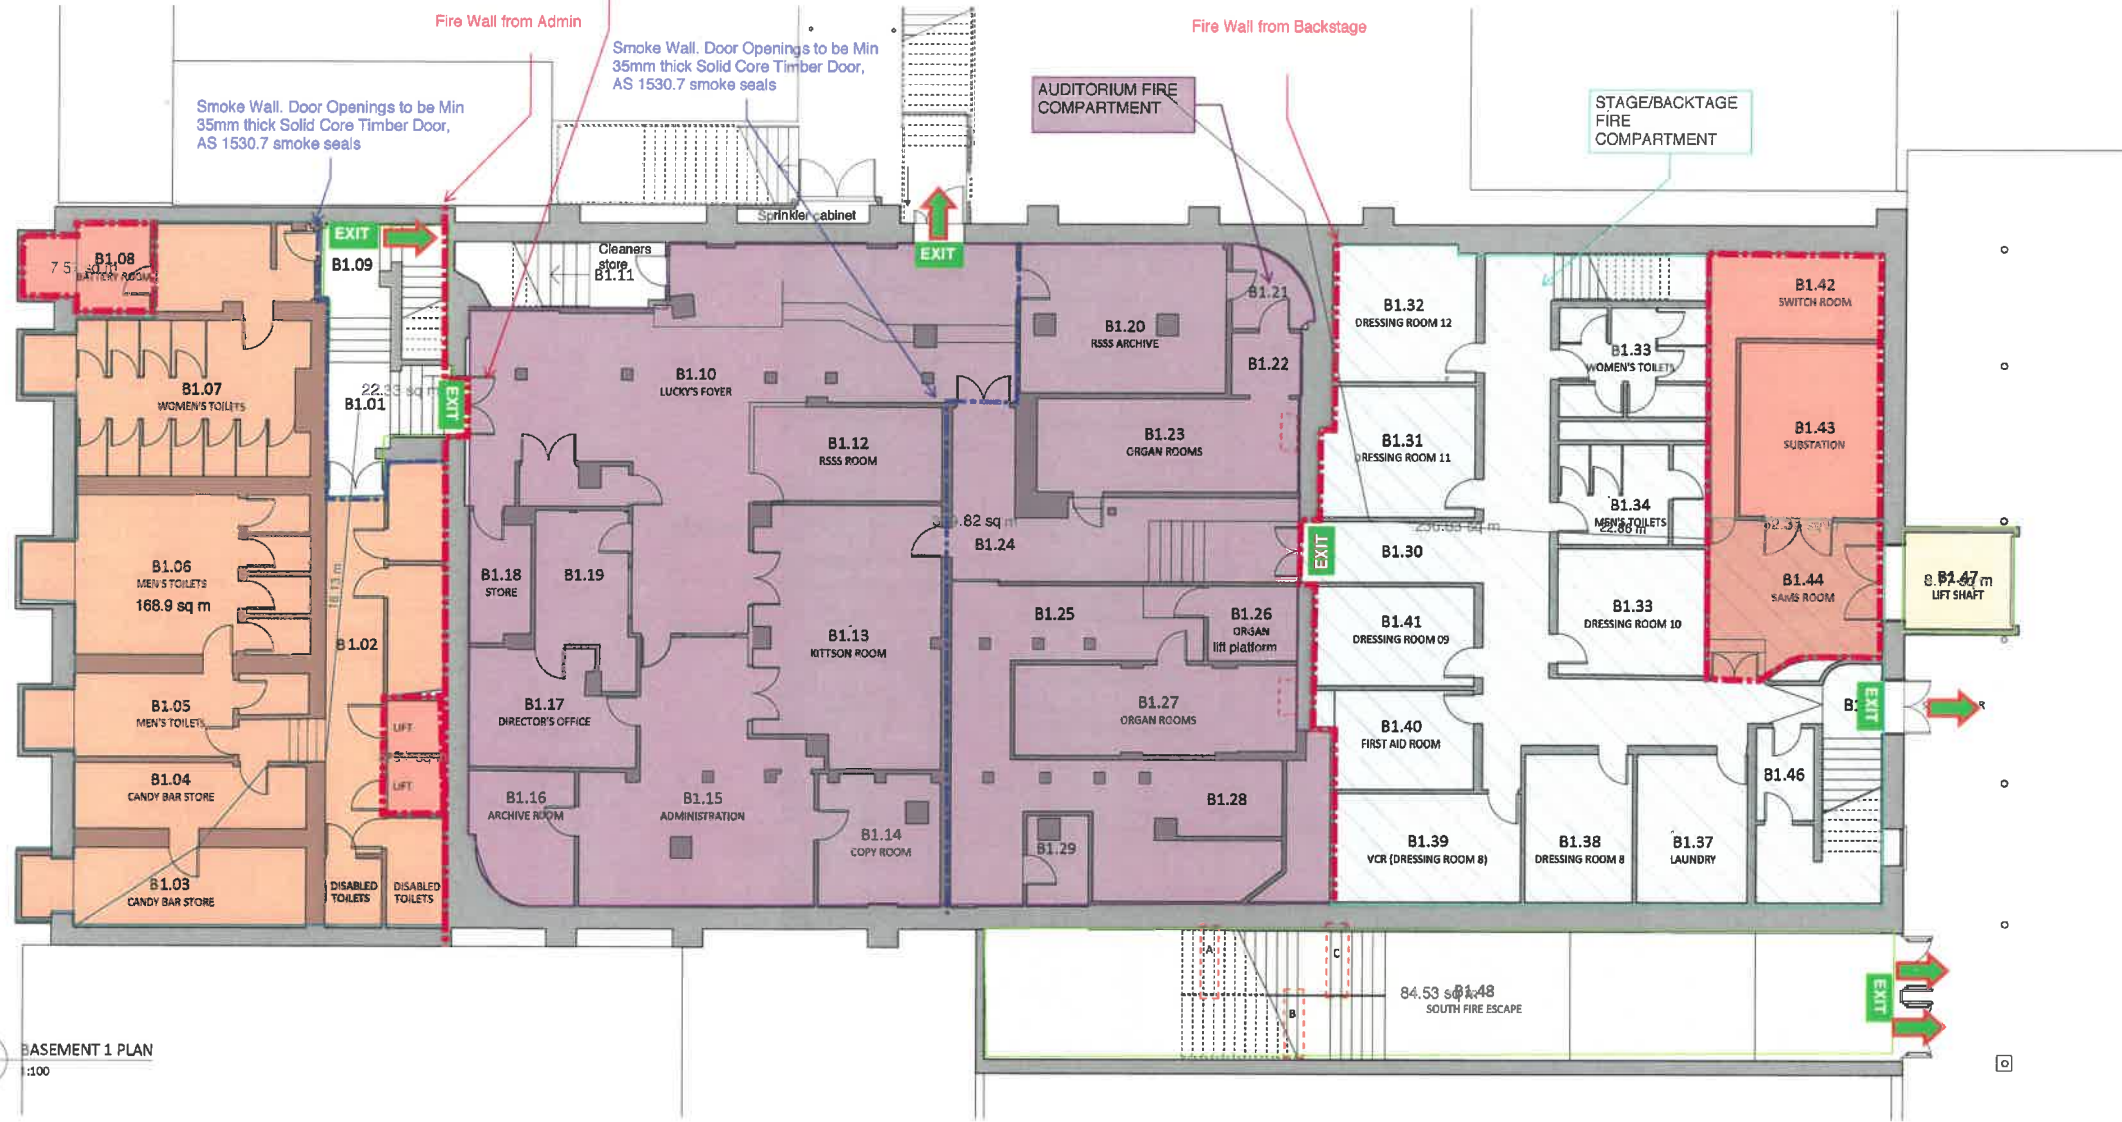 Fire Wall from Admin
Fire Wall from Backstage
Smoke Wall. Door Openings to be Min
35mm thick Solid Core Timber Door,
AS 1530.7 smoke seals
Smoke Wall. Door Openings to be Min
35mm thick Solid Core Timber Door,
AS 1530.7 smoke seals
AUDITORIUM FIRE
COMPARTMENT
STAGE/BACKTAGE
FIRE
COMPARTMENT
Sprinkler cabinet
EXIT
B1.09
B1.08
BATTERY ROOM
Cleaners
store
B1.11
EXIT
B1.07
WOMEN'S TOILETS
22.33 sq m
B1.01
EXIT
B1.06
MEN'S TOILETS
168.9 sq m
B1.02
B1.05
MEN'S TOILETS
LIFT
LIFT
B1.04
CANDY BAR STORE
B1.03
CANDY BAR STORE
DISABLED
TOILETS
DISABLED
TOILETS
B1.10
LUCKY'S FOYER
B1.12
RSSS ROOM
B1.18
STORE
B1.19
B1.13
KITTSON ROOM
B1.17
DIRECTOR'S OFFICE
B1.16
ARCHIVE ROOM
B1.15
ADMINISTRATION
B1.14
COPY ROOM
B1.20
RSSS ARCHIVE
B1.21
B1.22
B1.23
ORGAN ROOMS
.82 sq m
B1.24
EXIT
B1.25
B1.26
ORGAN
lift platform
B1.27
ORGAN ROOMS
B1.28
B1.29
B1.32
DRESSING ROOM 12
B1.31
DRESSING ROOM 11
B1.30
B1.41
DRESSING ROOM 09
B1.40
FIRST AID ROOM
B1.39
VCR (DRESSING ROOM 8)
B1.38
DRESSING ROOM 8
B1.37
LAUNDRY
B1.33
WOMEN'S TOILETS
B1.34
MEN'S TOILETS
22.86 m
B1.33
DRESSING ROOM 10
B1.42
SWITCH ROOM
B1.43
SUBSTATION
B1.44
SAMS ROOM
B1.47
LIFT SHAFT
EXIT
B1.46
A
B
C
84.53 sq m
B1.48
SOUTH FIRE ESCAPE
EXIT
BASEMENT 1 PLAN
1:100